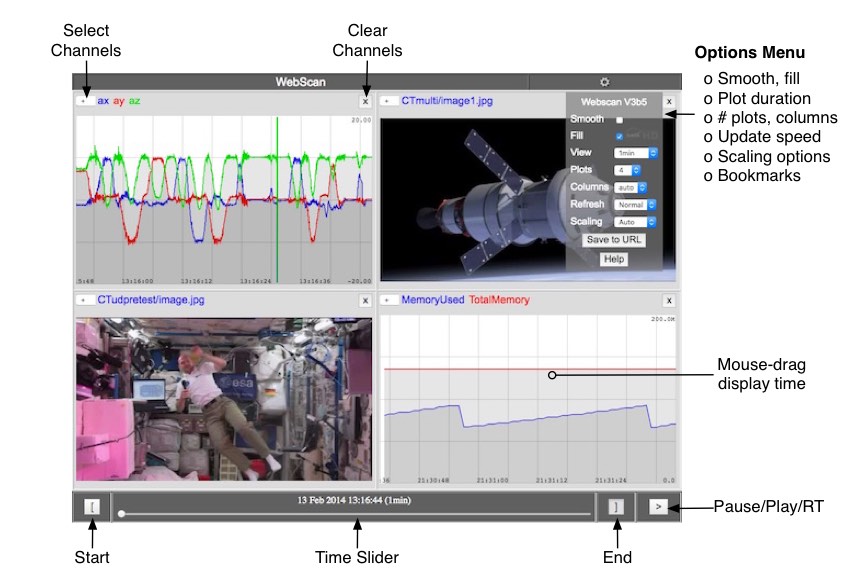 Select
Channels
Clear
Channels
Options Menu
o Smooth, fill
o Plot duration
o # plots, columns
o Update speed
o Scaling options
o Bookmarks
WebScan
+ ax ay az X
20.00
5:48 13:16:00 13:16:12 13:16:24 13:16:36 -20.00
+ CTmulti/image1.jpg X
Webscan V3b5
Smooth
Fill
View 1min
Plots 4
Columns auto
Refresh Normal
Scaling Auto
Save to URL
Help
+ CTudpretest/image.jpg X
esa
+ MemoryUsed TotalMemory X
200.0M
36 21:30:48 21:31:00 21:31:12 21:31:24 0.0
Mouse-drag
display time
[ 13 Feb 2014 13:16:44 (1min) ] >
Pause/Play/RT
Start
Time Slider
End